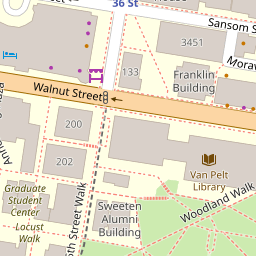 36 St
Sansom S
3451
Morav
133
Franklin
Building
Walnut Street
200
202
Van Pelt
Library
Graduate
Student
Center
Locust
Walk
th Street Walk
Sweeten
Alumni
Building
Woodland Walk